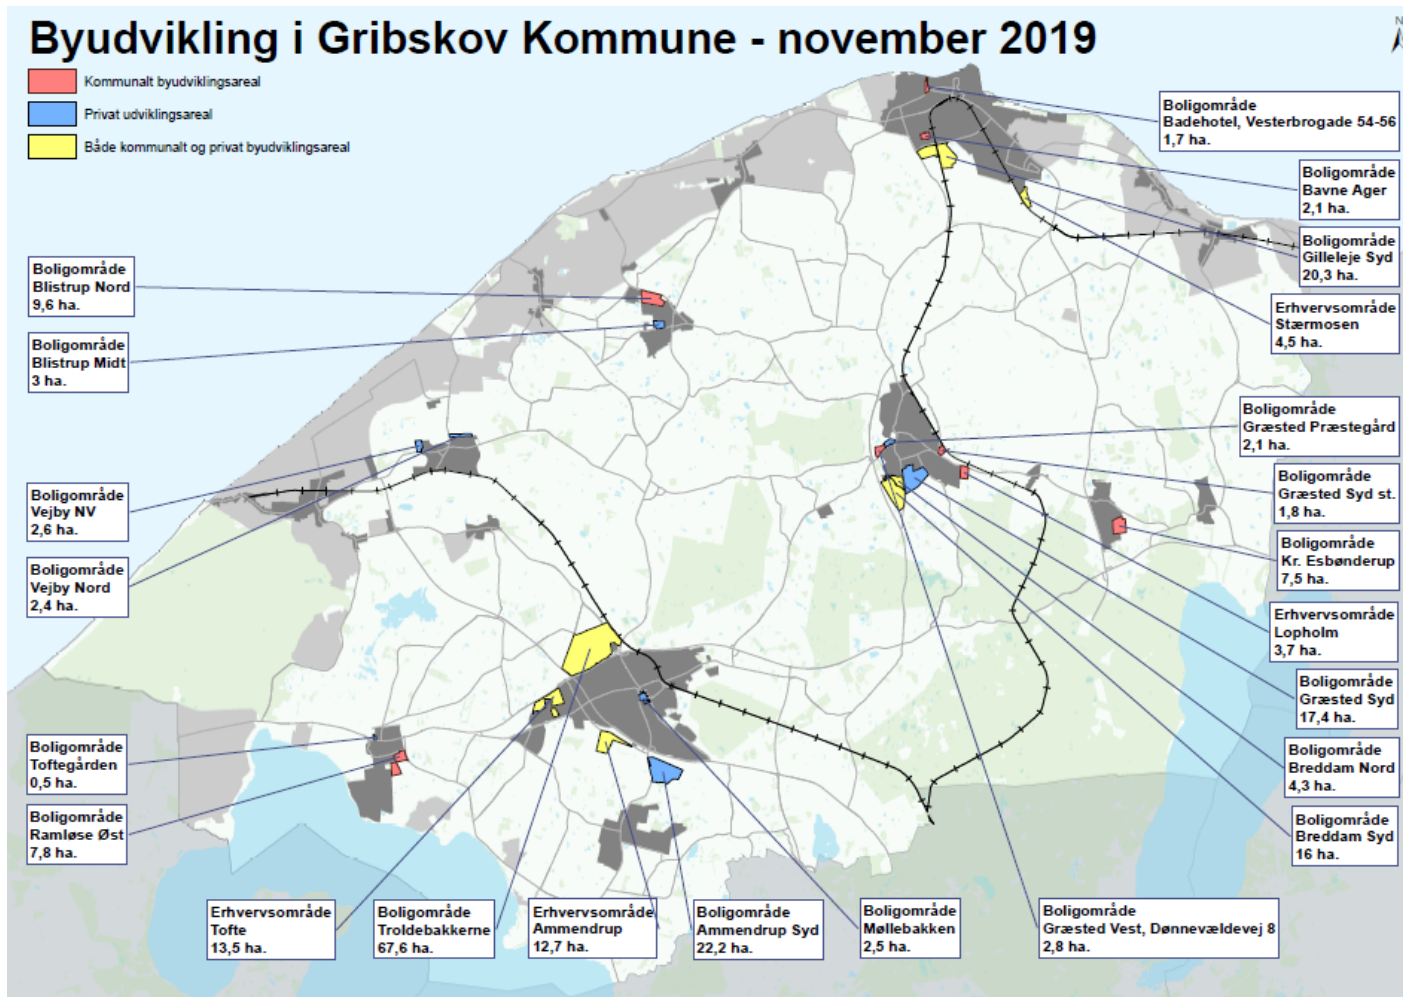 Byudvikling i Gribskov Kommune - november 2019
N
Kommunalt byudviklingsareal
Privat udviklingsareal
Både kommunalt og privat byudviklingsareal
Boligområde
Badehotel, Vesterbrogade 54-56
1,7 ha.
Boligområde
Bavne Ager
2,1 ha.
Boligområde
Gilleleje Syd
20,3 ha.
Erhvervsområde
Stærmosen
4,5 ha.
Boligområde
Blistrup Nord
9,6 ha.
Boligområde
Blistrup Midt
3 ha.
Boligområde
Græsted Præstegård
2,1 ha.
Boligområde
Græsted Syd st.
1,8 ha.
Boligområde
Kr. Esbønderup
7,5 ha.
Erhvervsområde
Lopholm
3,7 ha.
Boligområde
Græsted Syd
17,4 ha.
Boligområde
Breddam Nord
4,3 ha.
Boligområde
Breddam Syd
16 ha.
Boligområde
Vejby NV
2,6 ha.
Boligområde
Vejby Nord
2,4 ha.
Boligområde
Toftegården
0,5 ha.
Boligområde
Ramløse Øst
7,8 ha.
Erhvervsområde
Tofte
13,5 ha.
Boligområde
Troldebakkerne
67,6 ha.
Erhvervsområde
Ammendrup
12,7 ha.
Boligområde
Ammendrup Syd
22,2 ha.
Boligområde
Møllebakken
2,5 ha.
Boligområde
Græsted Vest, Dønnevældevej 8
2,8 ha.